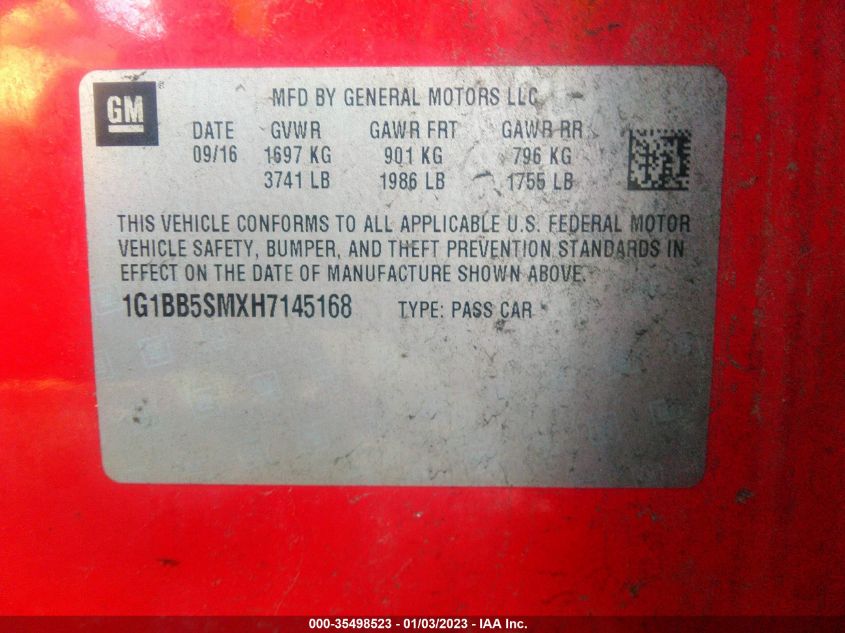 GM
MFD BY GENERAL MOTORS LLC
DATE GVWR GAWR FRT GAWR RR
09/16 1697 KG 901 KG 796 KG
3741 LB 1986 LB 1755 LB
THIS VEHICLE CONFORMS TO ALL APPLICABLE U.S. FEDERAL MOTOR
VEHICLE SAFETY, BUMPER, AND THEFT PREVENTION STANDARDS IN
EFFECT ON THE DATE OF MANUFACTURE SHOWN ABOVE.
1G1BB5SMXH7145168 TYPE: PASS CAR
000-35498523 - 01/03/2023 - IAA Inc.